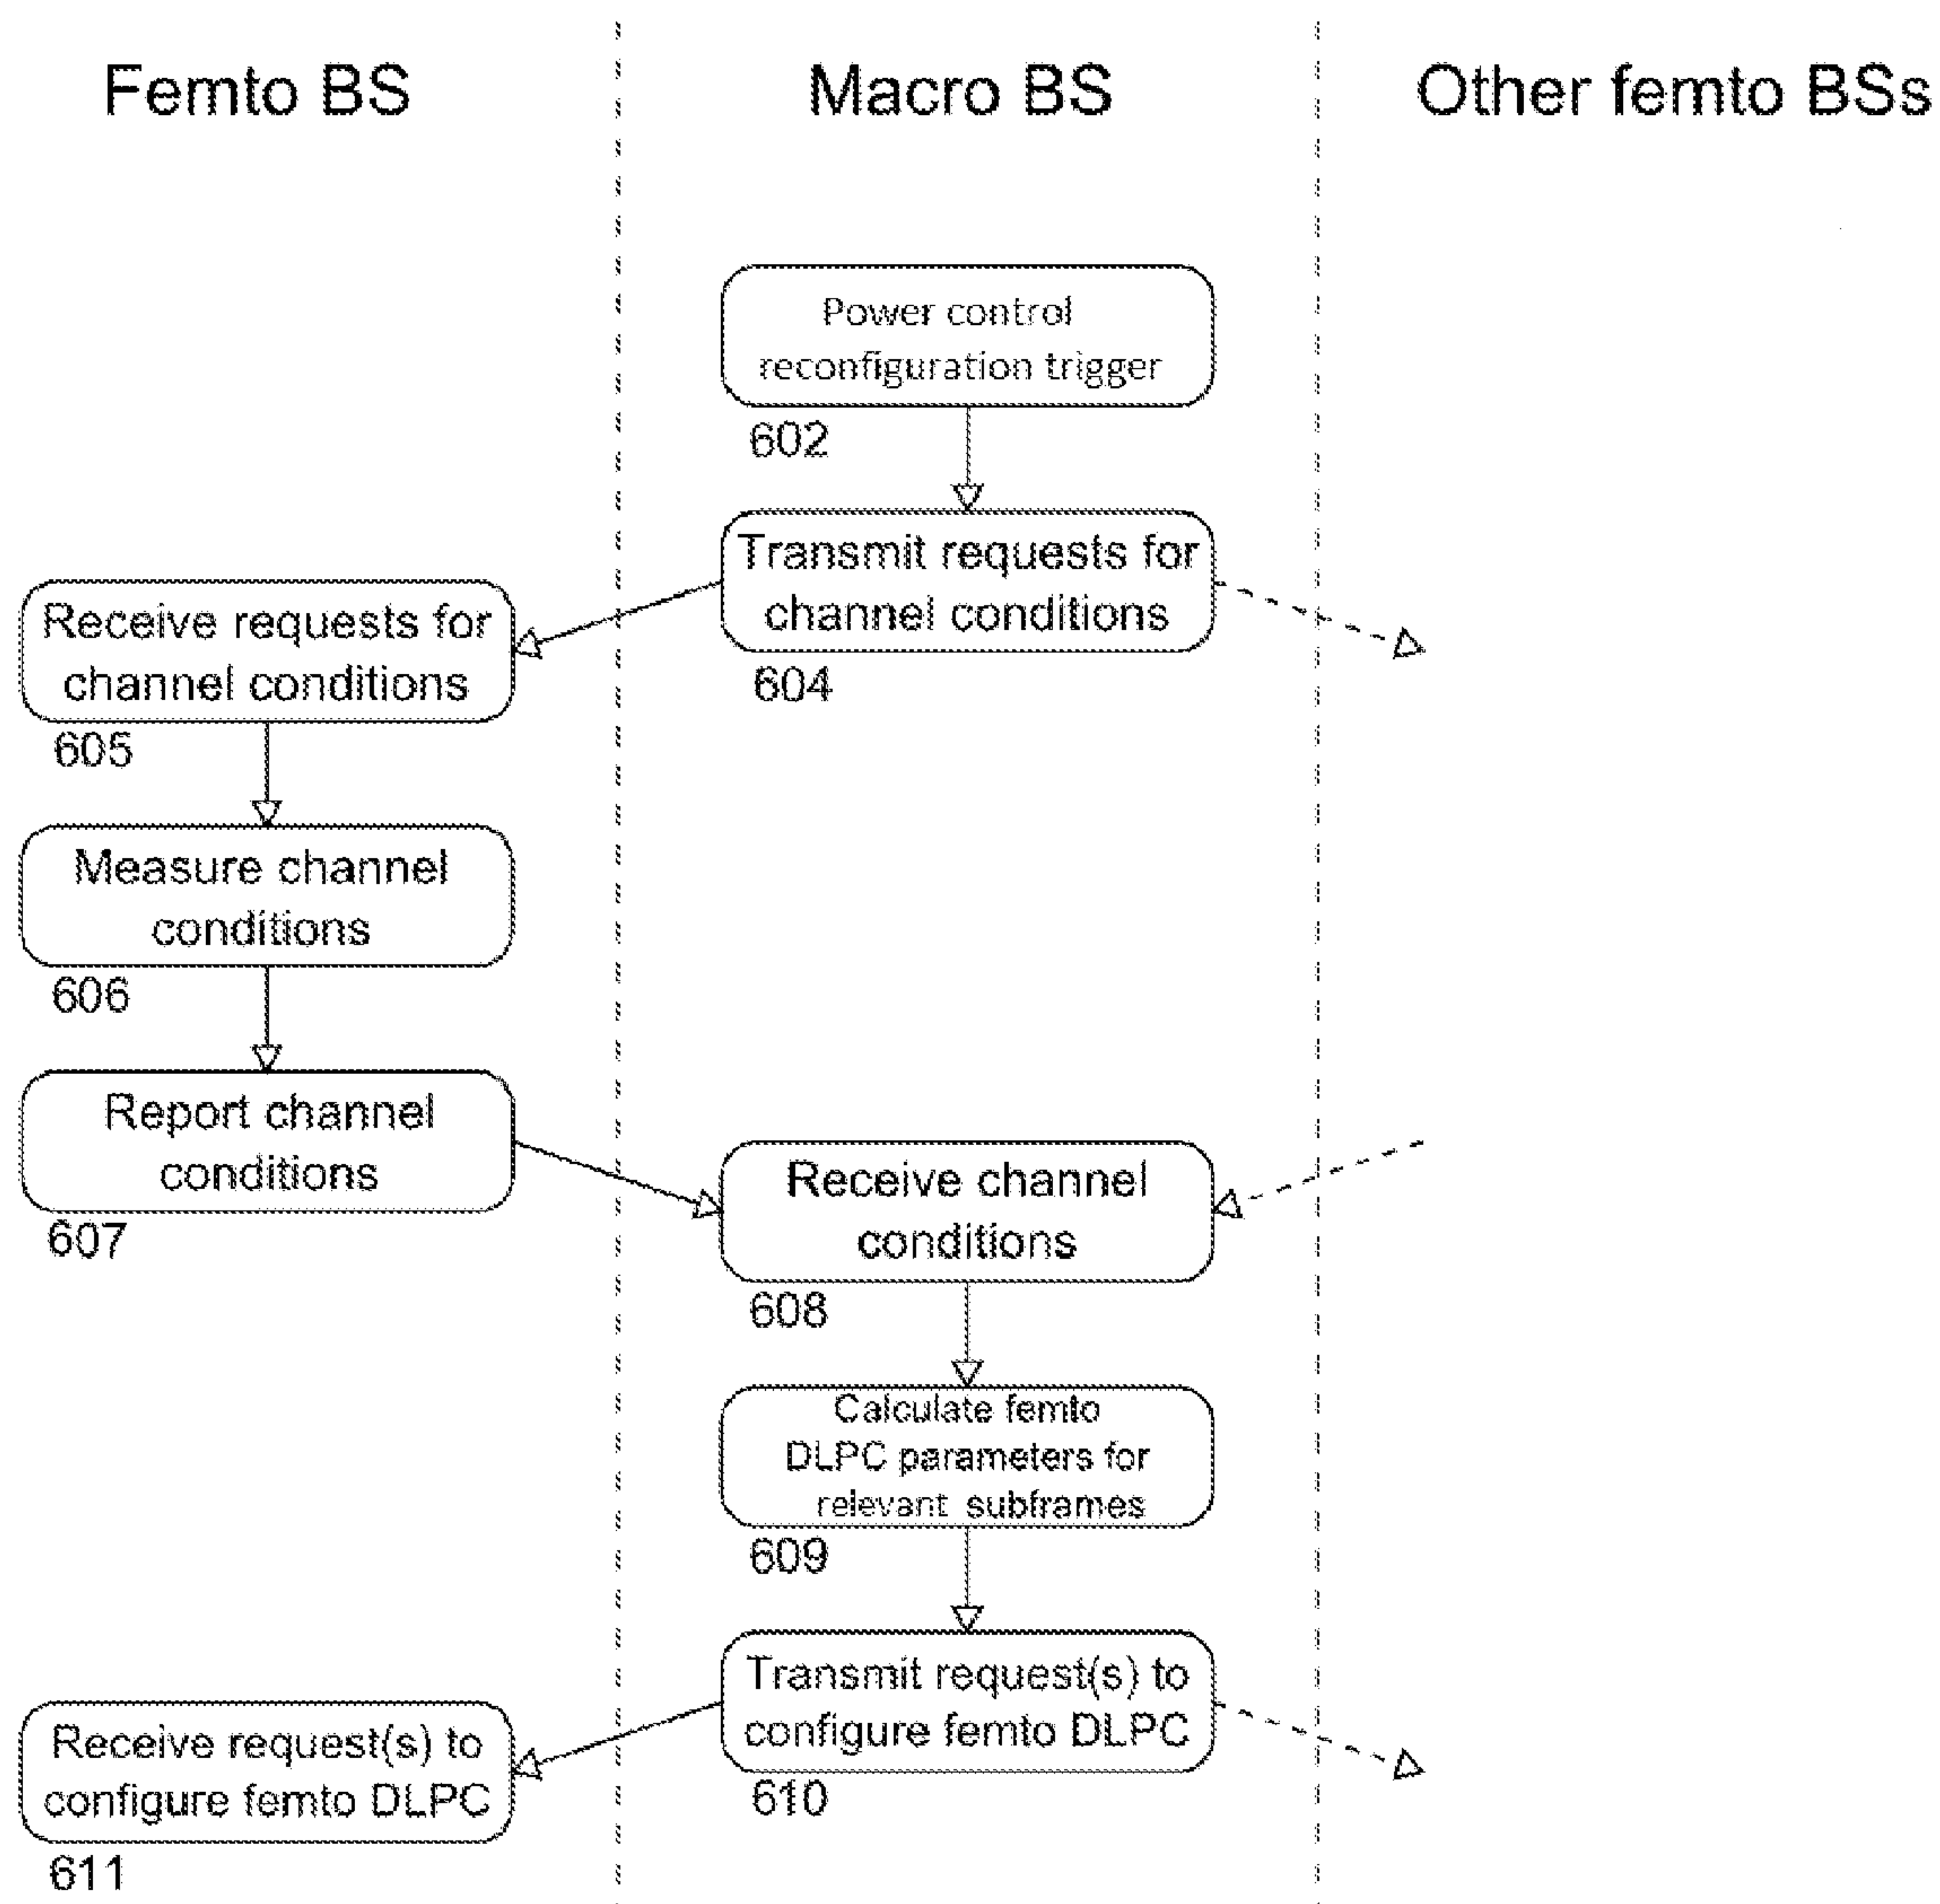 Femto BS
Macro BS
Other femto BSs
Power control
reconfiguration trigger
602
Transmit requests for
channel conditions
604
Receive requests for
channel conditions
605
Measure channel
conditions
606
Report channel
conditions
607
Receive channel
conditions
608
Calculate femto
DLPC parameters for
relevant subframes
609
Transmit request(s) to
configure femto DLPC
610
Receive request(s) to
configure femto DLPC
611